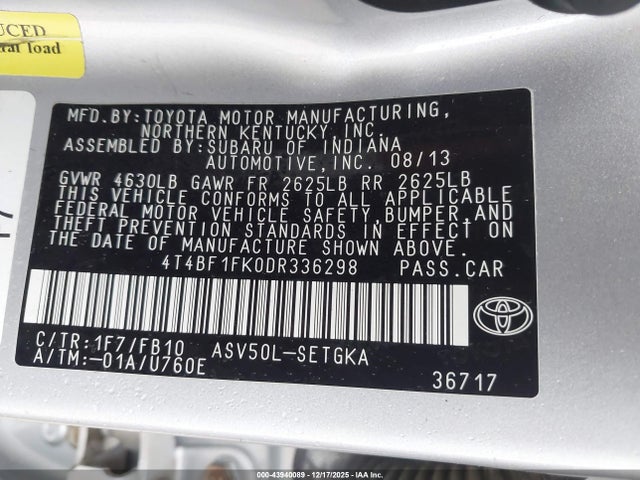 UCED
ral load
7
MFD.BY:TOYOTA MOTOR MANUFACTURING,
NORTHERN KENTUCKY,INC.
ASSEMBLED BY:SUBARU OF INDIANA
AUTOMOTIVE,INC. 08/13
GVWR 4630LB GAWR FR 2625LB RR 2625LB
THIS VEHICLE CONFORMS TO ALL APPLICABLE
FEDERAL MOTOR VEHICLE SAFETY,BUMPER,AND
THEFT PREVENTION STANDARDS IN EFFECT ON
THE DATE OF MANUFACTURE SHOWN ABOVE.
4T4BF1FK0DR336298 PASS.CAR
C/TR:1F7/FB10 ASV50L-SETGKA
A/TM:-01A/U760E
36717
000-43940089 - 12/17/2025 - IAA Inc.